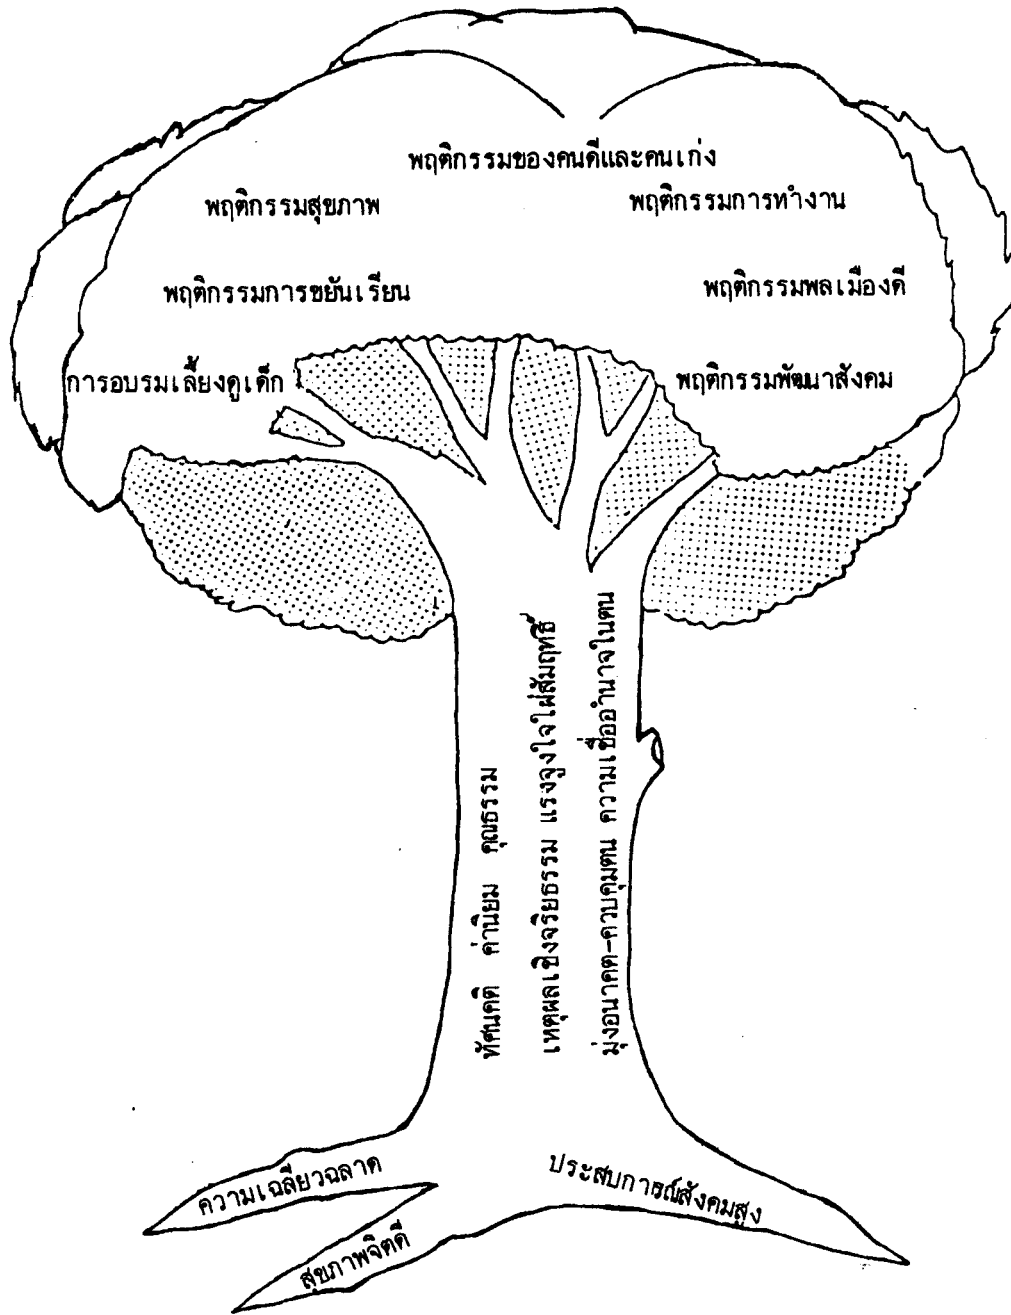 พฤติกรรมของคนดีและคนเก่ง
พฤติกรรมสุขภาพ
พฤติกรรมการทำงาน
พฤติกรรมการขยันเรียน
พฤติกรรมพลเมืองดี
การอบรมเลี้ยงดูเด็ก
พฤติกรรมพัฒนาสังคม
ทัศนคติ ค่านิยม คุณธรรม
เหตุผลเชิงจริยธรรม แรงจูงใจใฝ่สัมฤทธิ์
มุ่งอนาคต-ควบคุมตน ความเชื่ออำนาจในตน
ความเฉลียวฉลาด
ประสบการณ์สังคมสูง
สุขภาพจิตดี